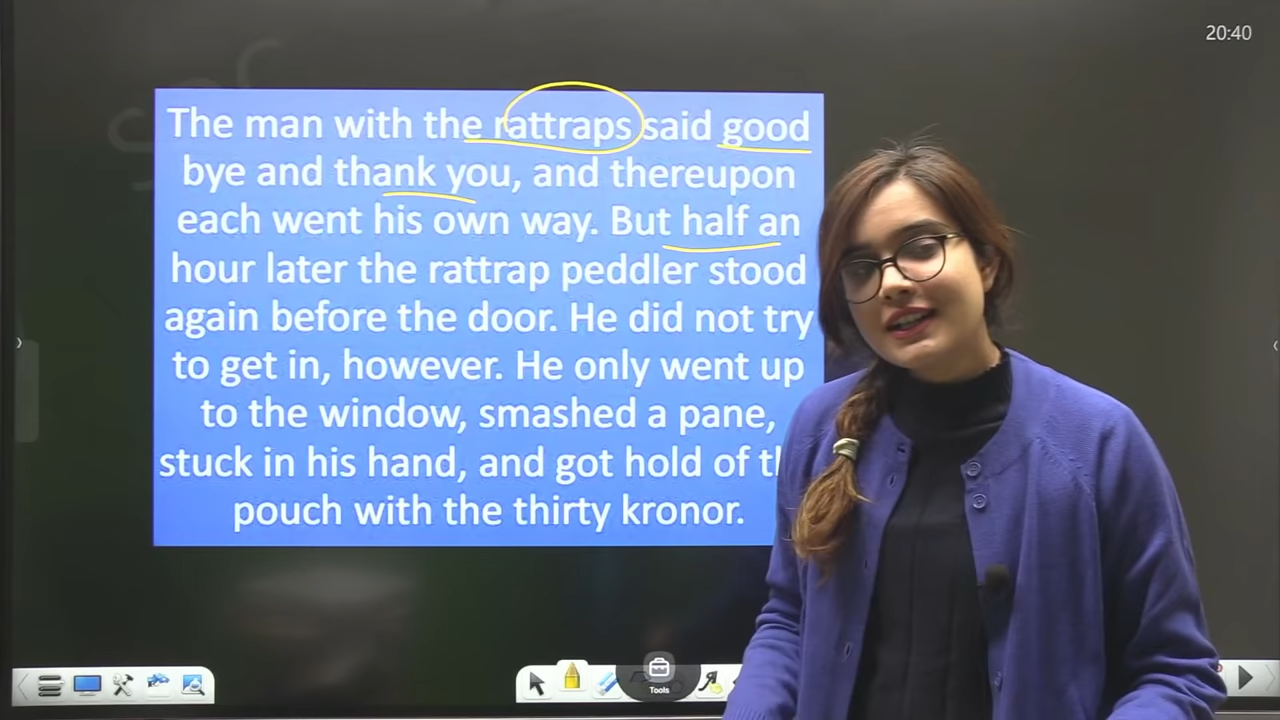 20:40
The man with the rattraps said good
bye and thank you, and thereupon
each went his own way. But half an
hour later the rattrap peddler stood
again before the door. He did not try
to get in, however. He only went up
to the window, smashed a pane,
stuck in his hand, and got hold of
pouch with the thirty kronor.
Tools